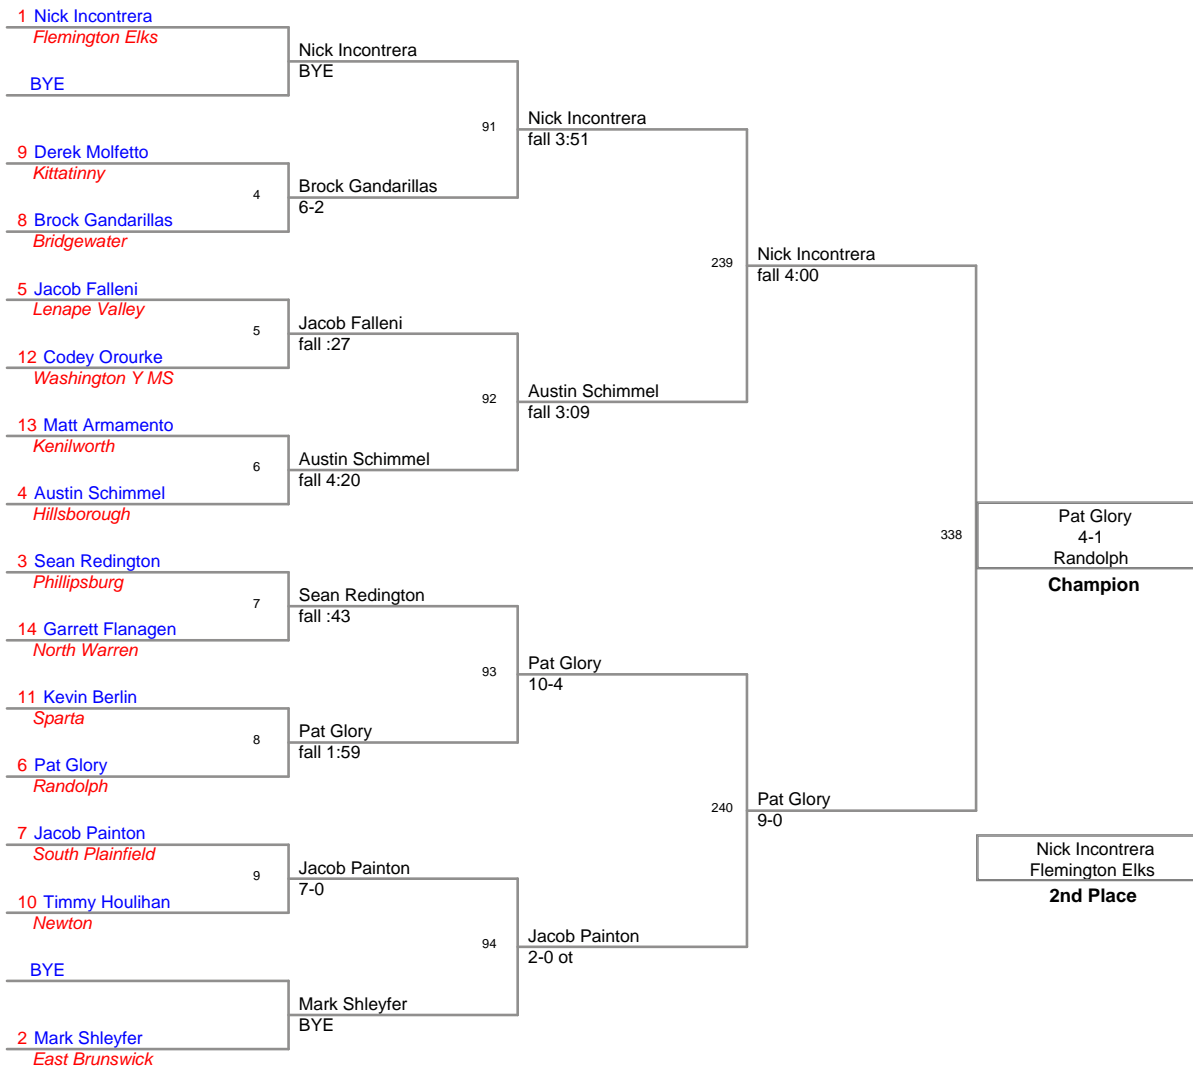 1 Nick Incontrera
Flemington Elks
BYE
9 Derek Molfetto
Kittatinny
8 Brock Gandarillas
Bridgewater
5 Jacob Falleni
Lenape Valley
12 Codey Orourke
Washington Y MS
13 Matt Armamento
Kenilworth
4 Austin Schimmel
Hillsborough
3 Sean Redington
Phillipsburg
14 Garrett Flanagen
North Warren
11 Kevin Berlin
Sparta
6 Pat Glory
Randolph
7 Jacob Painton
South Plainfield
10 Timmy Houlihan
Newton
BYE
2 Mark Shleyfer
East Brunswick
4
5
6
7
8
9
Nick Incontrera
BYE
Brock Gandarillas
6-2
Jacob Falleni
fall :27
Austin Schimmel
fall 4:20
Sean Redington
fall :43
Pat Glory
fall 1:59
Jacob Painton
7-0
Mark Shleyfer
BYE
91
92
93
94
Nick Incontrera
fall 3:51
Austin Schimmel
fall 3:09
Pat Glory
10-4
Jacob Painton
2-0 ot
239
240
Nick Incontrera
fall 4:00
Pat Glory
9-0
338
Pat Glory
4-1
Randolph
Champion
Nick Incontrera
Flemington Elks
2nd Place